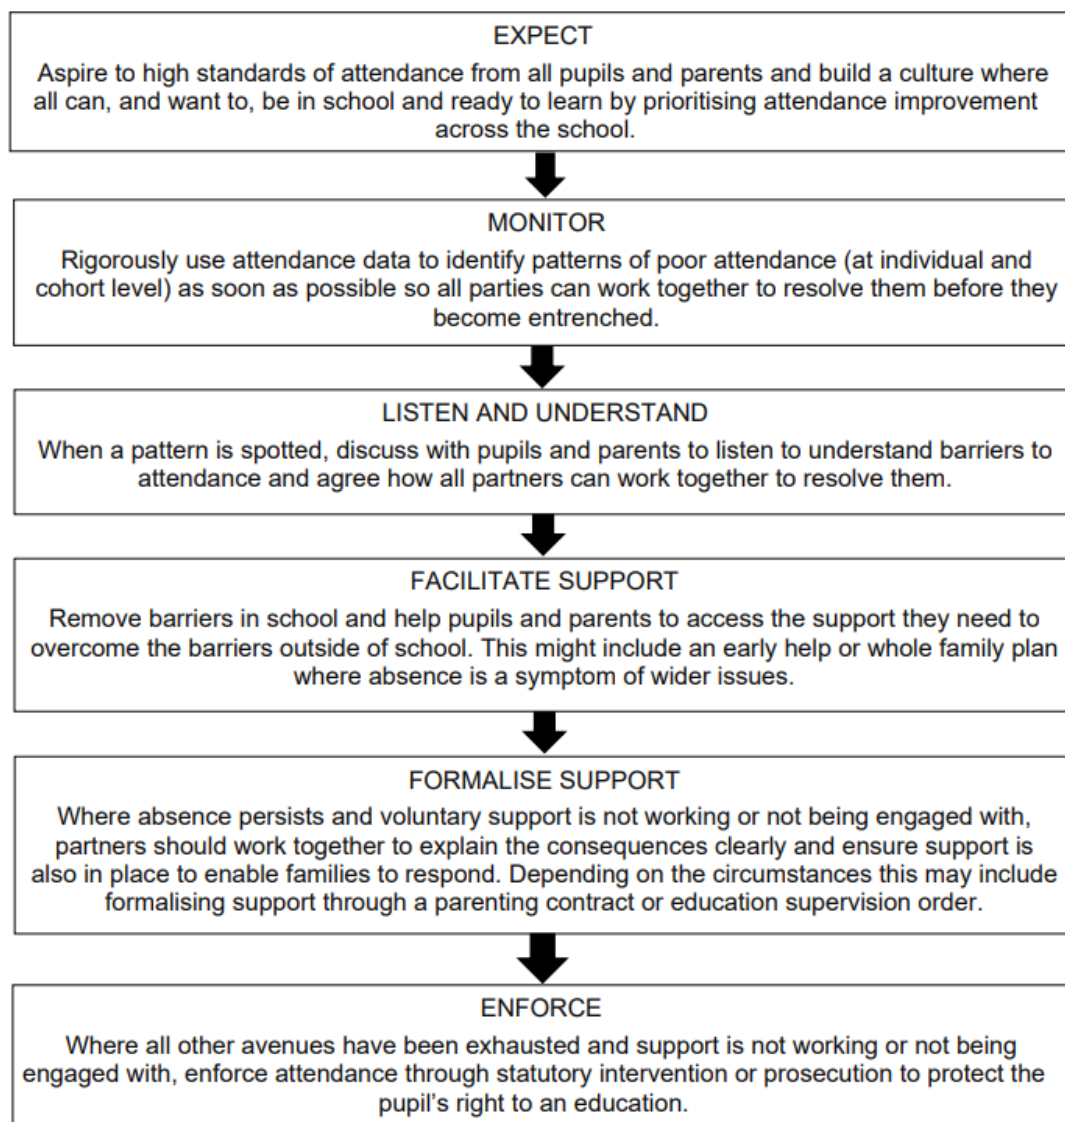 EXPECT
Aspire to high standards of attendance from all pupils and parents and build a culture where
all can, and want to, be in school and ready to learn by prioritising attendance improvement
across the school.
MONITOR
Rigorously use attendance data to identify patterns of poor attendance (at individual and
cohort level) as soon as possible so all parties can work together to resolve them before they
become entrenched.
LISTEN AND UNDERSTAND
When a pattern is spotted, discuss with pupils and parents to listen to understand barriers to
attendance and agree how all partners can work together to resolve them.
FACILITATE SUPPORT
Remove barriers in school and help pupils and parents to access the support they need to
overcome the barriers outside of school. This might include an early help or whole family plan
where absence is a symptom of wider issues.
FORMALISE SUPPORT
Where absence persists and voluntary support is not working or not being engaged with,
partners should work together to explain the consequences clearly and ensure support is
also in place to enable families to respond. Depending on the circumstances this may include
formalising support through a parenting contract or education supervision order.
ENFORCE
Where all other avenues have been exhausted and support is not working or not being
engaged with, enforce attendance through statutory intervention or prosecution to protect the
pupil's right to an education.